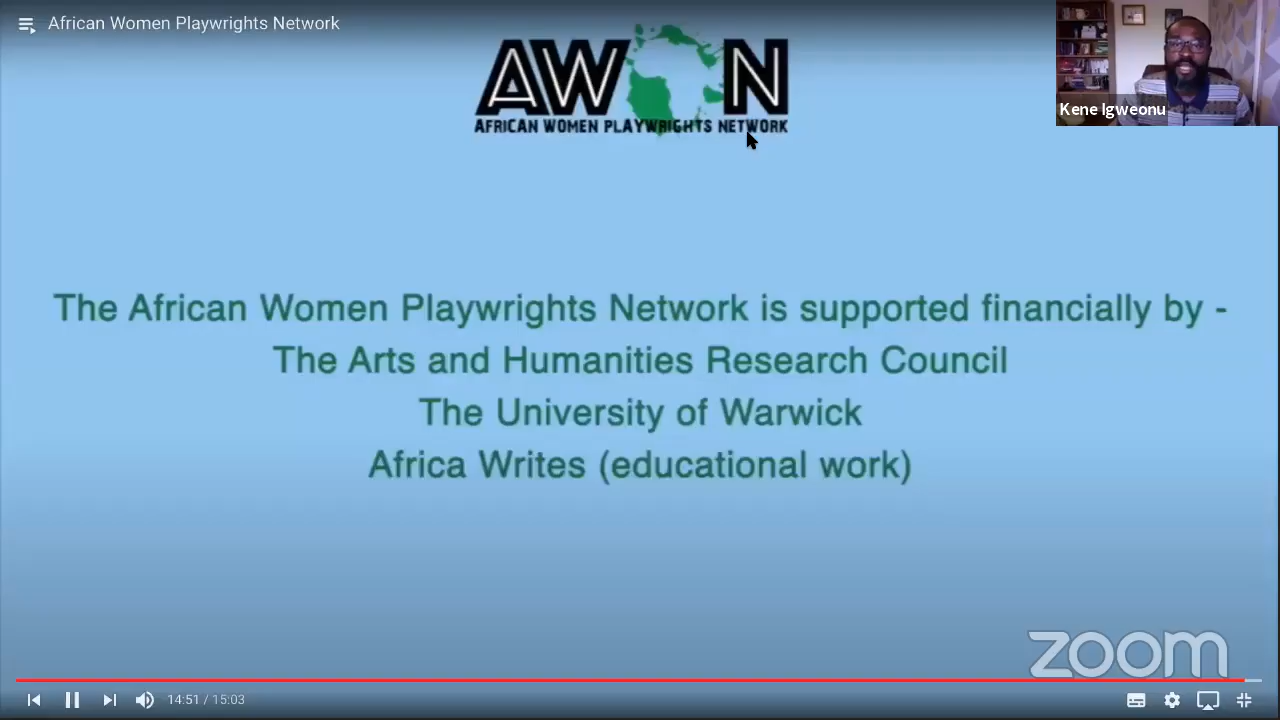 African Women Playwrights Network
AWON
AFRICAN WOMEN PLAYWRIGHTS NETWORK
Kene Igweonu
The African Women Playwrights Network is supported financially by -
The Arts and Humanities Research Council
The University of Warwick
Africa Writes (educational work)
zoom
14:51 / 15:03